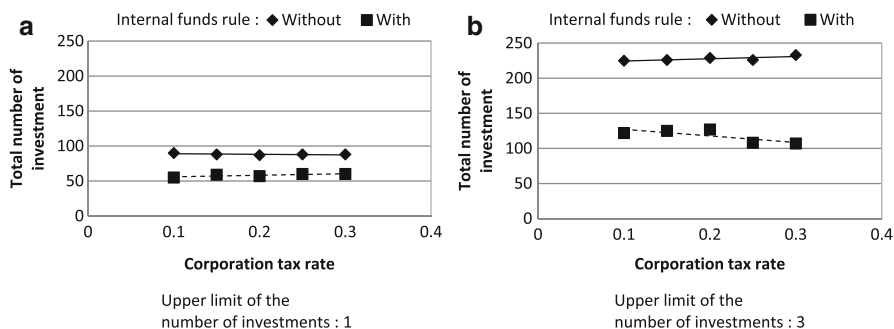 a
Internal funds rule : ◆ Without ■ With
250
200
150
100
50
0
0 0.1 0.2 0.3 0.4
Total number of
investment
Corporation tax rate
Upper limit of the
number of investments : 1
b
Internal funds rule : ◆ Without ■ With
250
200
150
100
50
0
0 0.1 0.2 0.3 0.4
Total number of
investment
Corporation tax rate
Upper limit of the
number of investments : 3